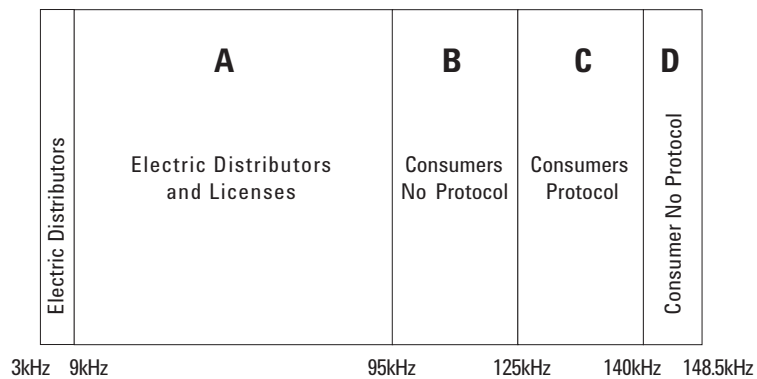 A
B
C
D
Electric Distributors
Electric Distributors
and Licenses
Consumers
No Protocol
Consumers
Protocol
Consumer No Protocol
3kHz
9kHz
95kHz
125kHz
140kHz
148.5kHz